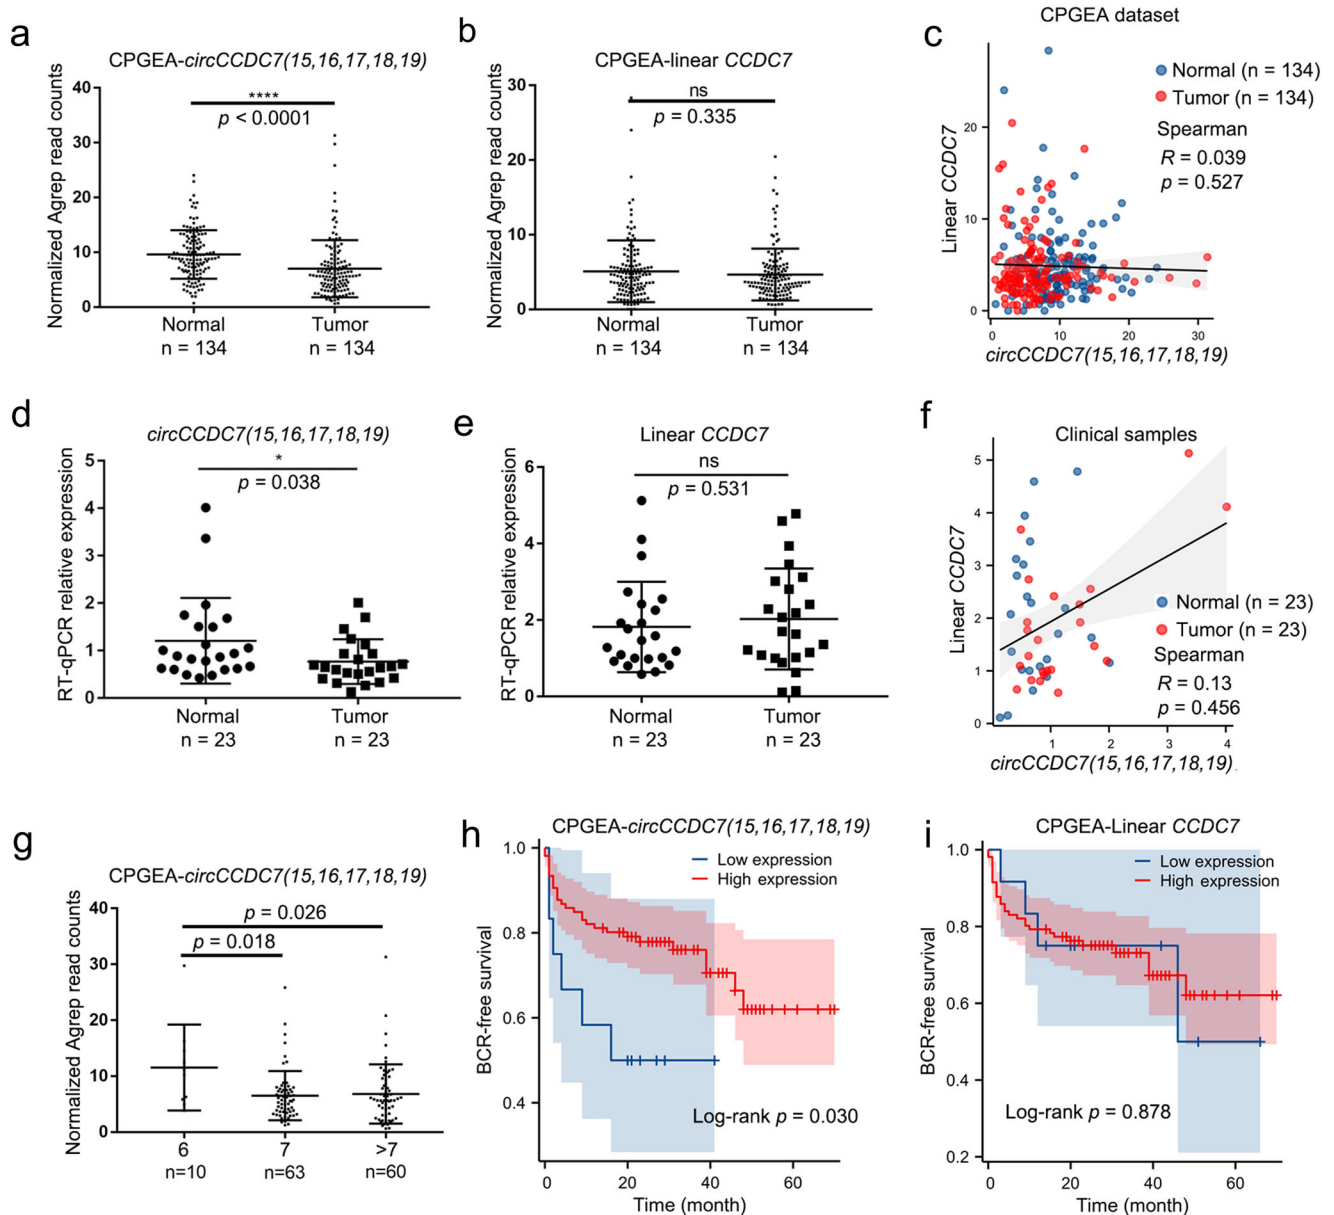 a
CPGEA-circCCDC7(15,16,17,18,19)
Normalized Agrep read counts
40
30
20
10
0
****
p < 0.0001
Normal
n = 134
Tumor
n = 134
b
CPGEA-linear CCDC7
Normalized Agrep read counts
30
20
10
0
ns
p = 0.335
Normal
n = 134
Tumor
n = 134
c
CPGEA dataset
Normal (n = 134)
Tumor (n = 134)
Spearman
R = 0.039
p = 0.527
Linear CCDC7
20
10
0
0
10
20
30
circCCDC7(15,16,17,18,19)
d
circCCDC7(15,16,17,18,19)
RT-qPCR relative expression
5
4
3
2
1
0
*
p = 0.038
Normal
n = 23
Tumor
n = 23
e
Linear CCDC7
RT-qPCR relative expression
6
4
2
0
ns
p = 0.531
Normal
n = 23
Tumor
n = 23
f
Clinical samples
Linear CCDC7
5
4
3
2
1
0
Normal (n = 23)
Tumor (n = 23)
Spearman
R = 0.13
p = 0.456
1
2
3
4
circCCDC7(15,16,17,18,19).
g
CPGEA-circCCDC7(15,16,17,18,19)
Normalized Agrep read counts
40
30
20
10
0
p = 0.026
p = 0.018
6
n=10
7
n=63
>7
n=60
h
CPGEA-circCCDC7(15,16,17,18,19)
BCR-free survival
1.0
0.8
0.6
0.4
Low expression
High expression
Log-rank p = 0.030
0
20
40
60
Time (month)
i
CPGEA-Linear CCDC7
BCR-free survival
1.0
0.8
0.6
0.4
0.2
Low expression
High expression
Log-rank p = 0.878
0
20
40
60
Time (month)